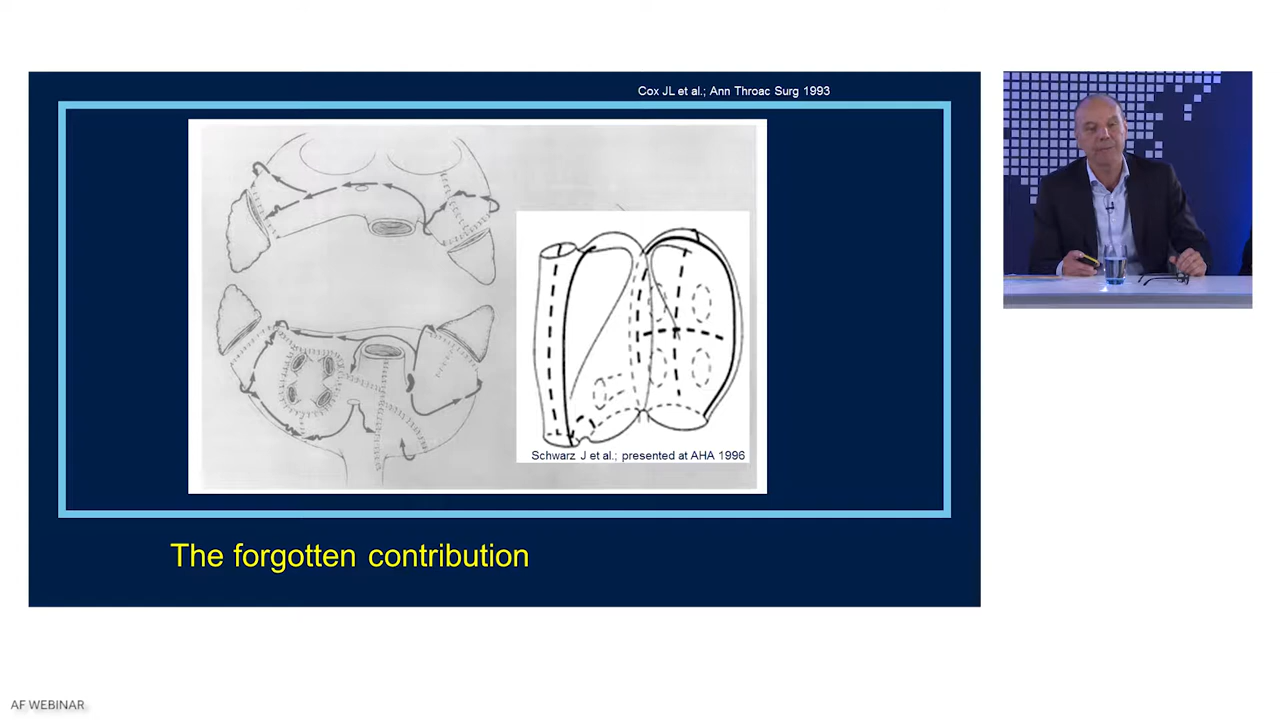 Cox JL et al.; Ann Throac Surg 1993
Schwarz J et al.; presented at AHA 1996
The forgotten contribution
AF WEBINAR